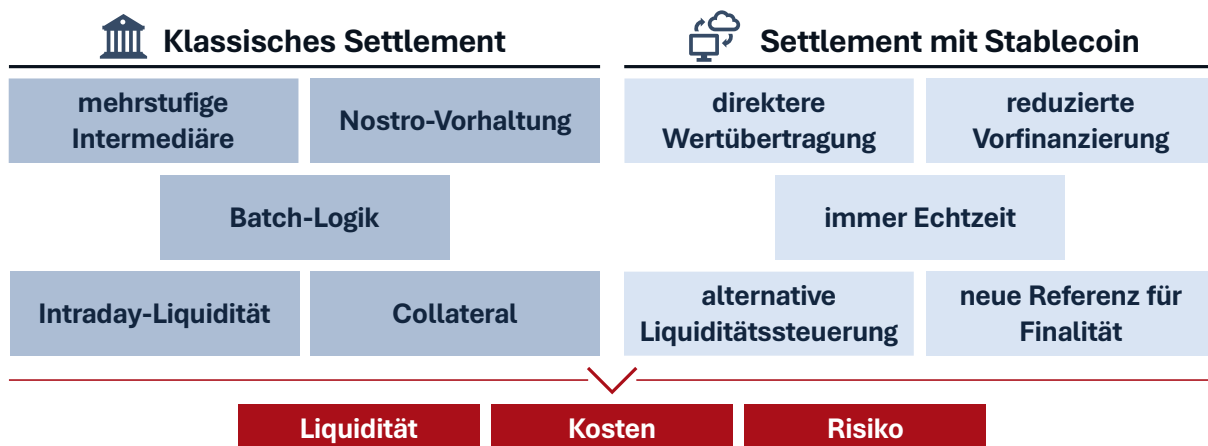 Klassisches Settlement
mehrstufige
Intermediäre
Nostro-Vorhaltung
Batch-Logik
Intraday-Liquidität
Collateral
Settlement mit Stablecoin
direktere
Wertübertragung
reduzierte
Vorfinanzierung
immer Echtzeit
alternative
Liquiditätssteuerung
neue Referenz für
Finalität
Liquidität
Kosten
Risiko